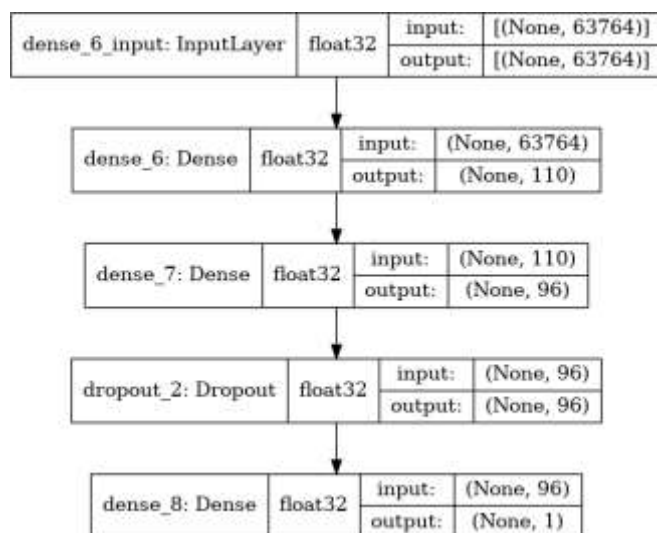 dense_6_input: InputLayer float32 input: [(None, 63764)]
output: [(None, 63764)]
dense_6: Dense float32 input: (None, 63764)
output: (None, 110)
dense_7: Dense float32 input: (None, 110)
output: (None, 96)
dropout_2: Dropout float32 input: (None, 96)
output: (None, 96)
dense_8: Dense float32 input: (None, 96)
output: (None, 1)